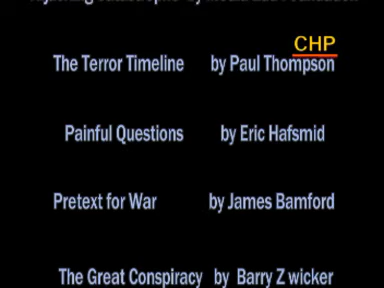 CHP
The Terror Timeline by Paul Thompson
Painful Questions by Eric Hafsmid
Pretext for War by James Bamford
The Great Conspiracy by Barry Z wicker